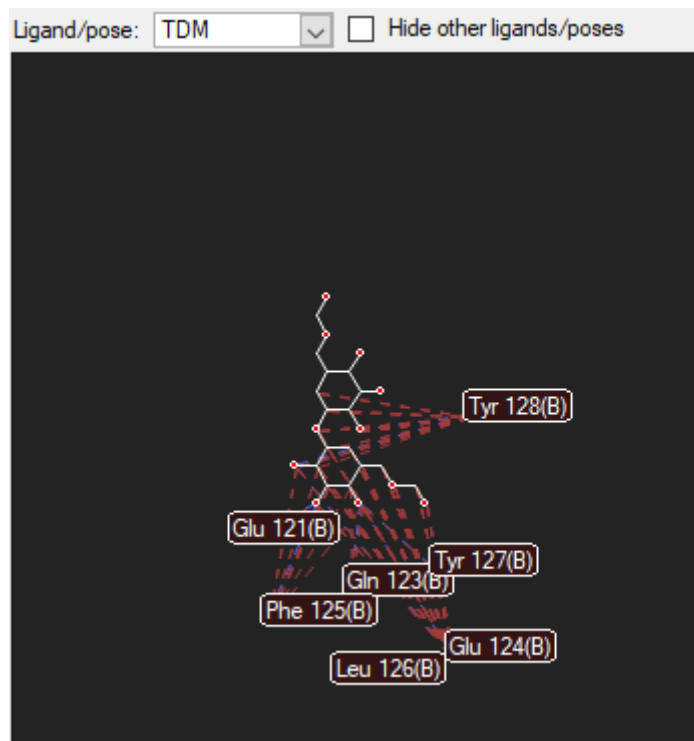 Ligand/pose: TDM Hide other ligands/poses
Tyr 128(B)
Glu 121(B)
Tyr 127(B)
Gln 123(B)
Phe 125(B)
Glu 124(B)
Leu 126(B)